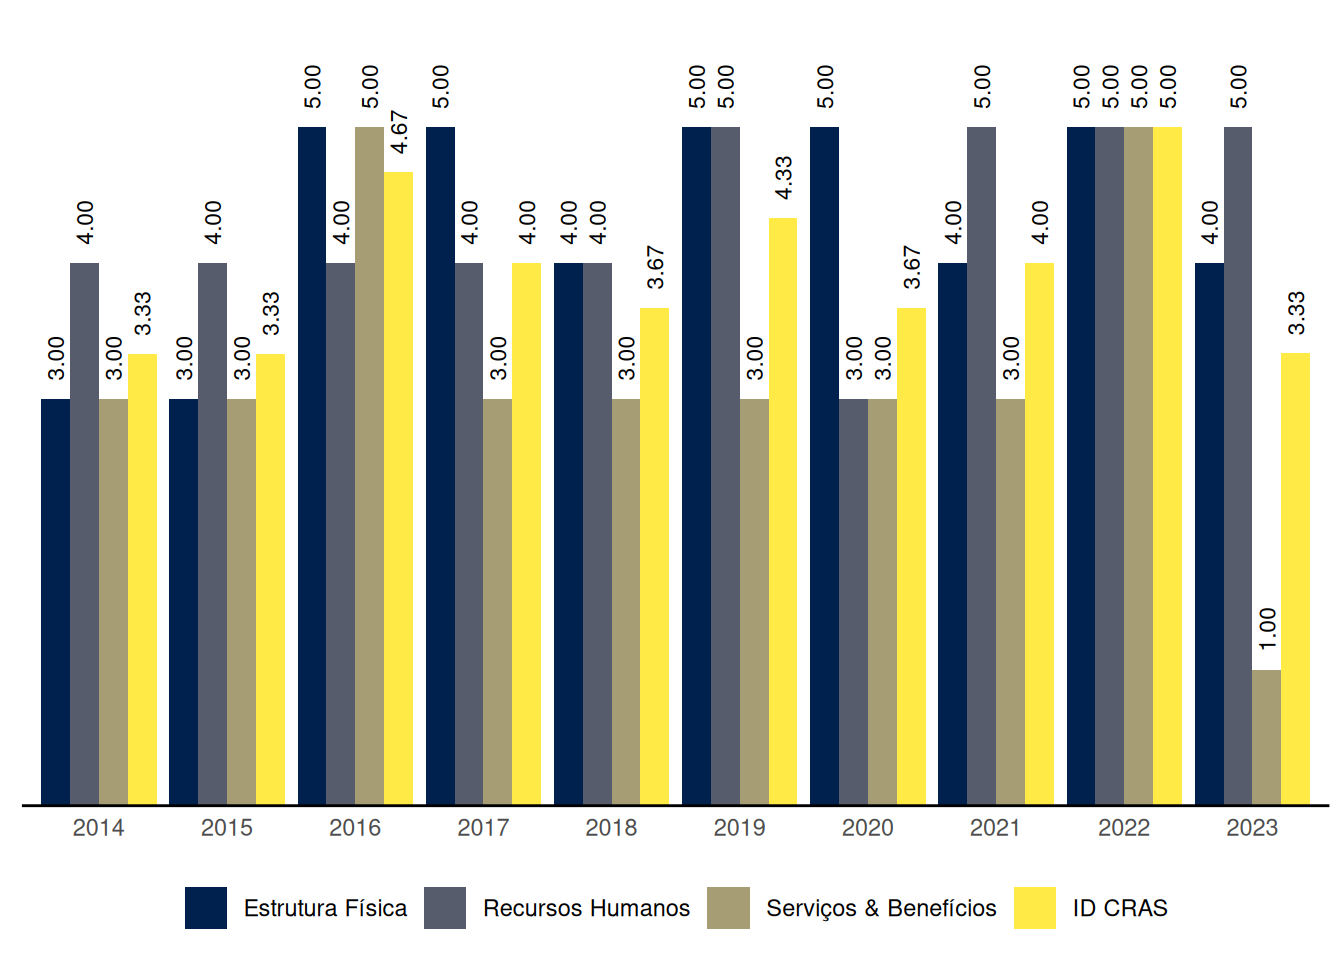 3.00 4.00 3.00 3.33
3.00 4.00 3.00 3.33
5.00 4.00 5.00 4.67
5.00 4.00 3.00 4.00
4.00 4.00 3.00 3.67
5.00 5.00 3.00 4.33
5.00 3.00 3.00 3.67
4.00 5.00 3.00 4.00
5.00 5.00 5.00 5.00
4.00 5.00 1.00 3.33
2014 2015 2016 2017 2018 2019 2020 2021 2022 2023
Estrutura Física Recursos Humanos Serviços & Benefícios ID CRAS